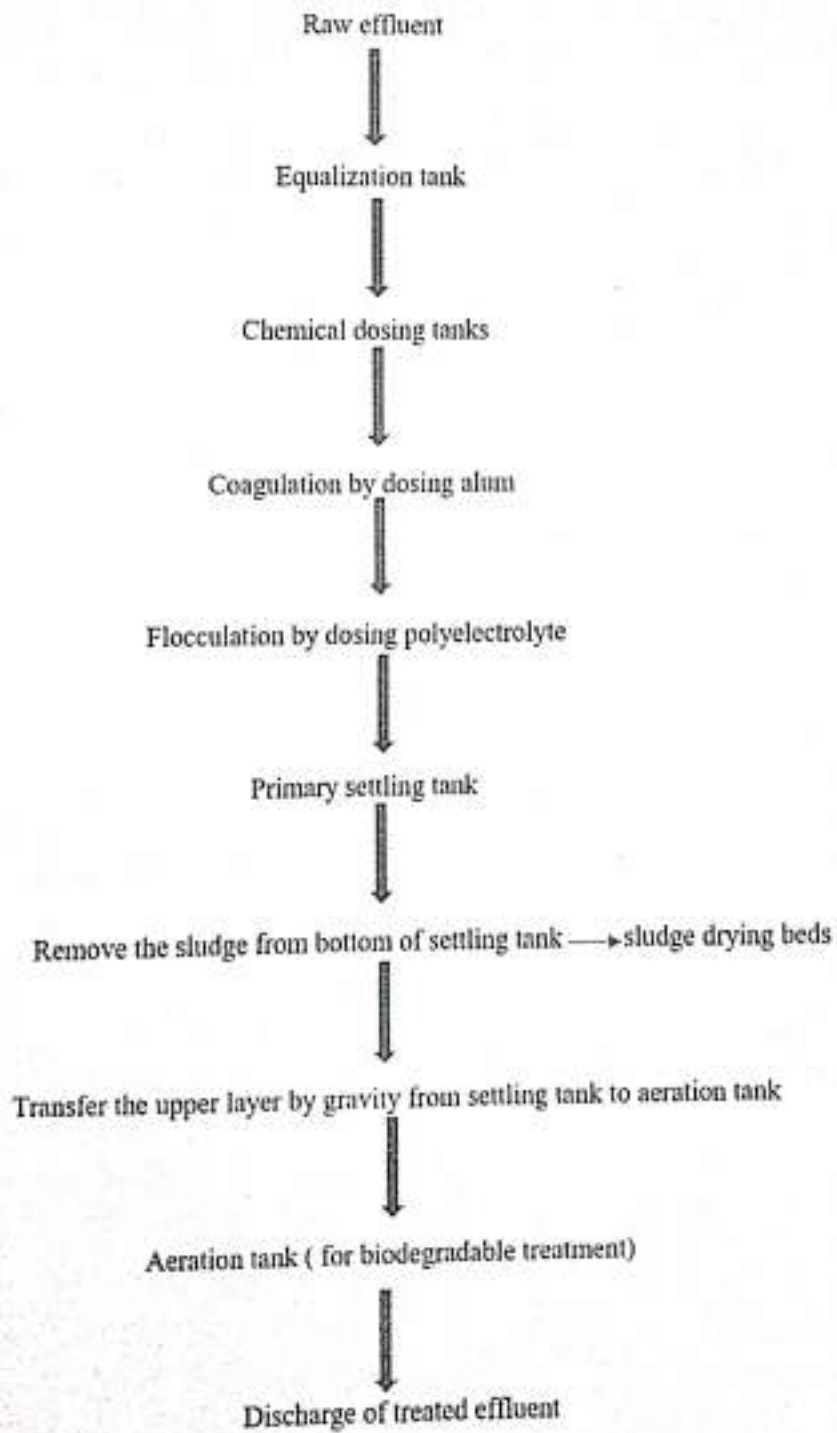 Raw effluent
Equalization tank
Chemical dosing tanks
Coagulation by dosing alum
Flocculation by dosing polyelectrolyte
Primary settling tank
Remove the sludge from bottom of settling tank → sludge drying beds
Transfer the upper layer by gravity from settling tank to aeration tank
Aeration tank ( for biodegradable treatment)
Discharge of treated effluent